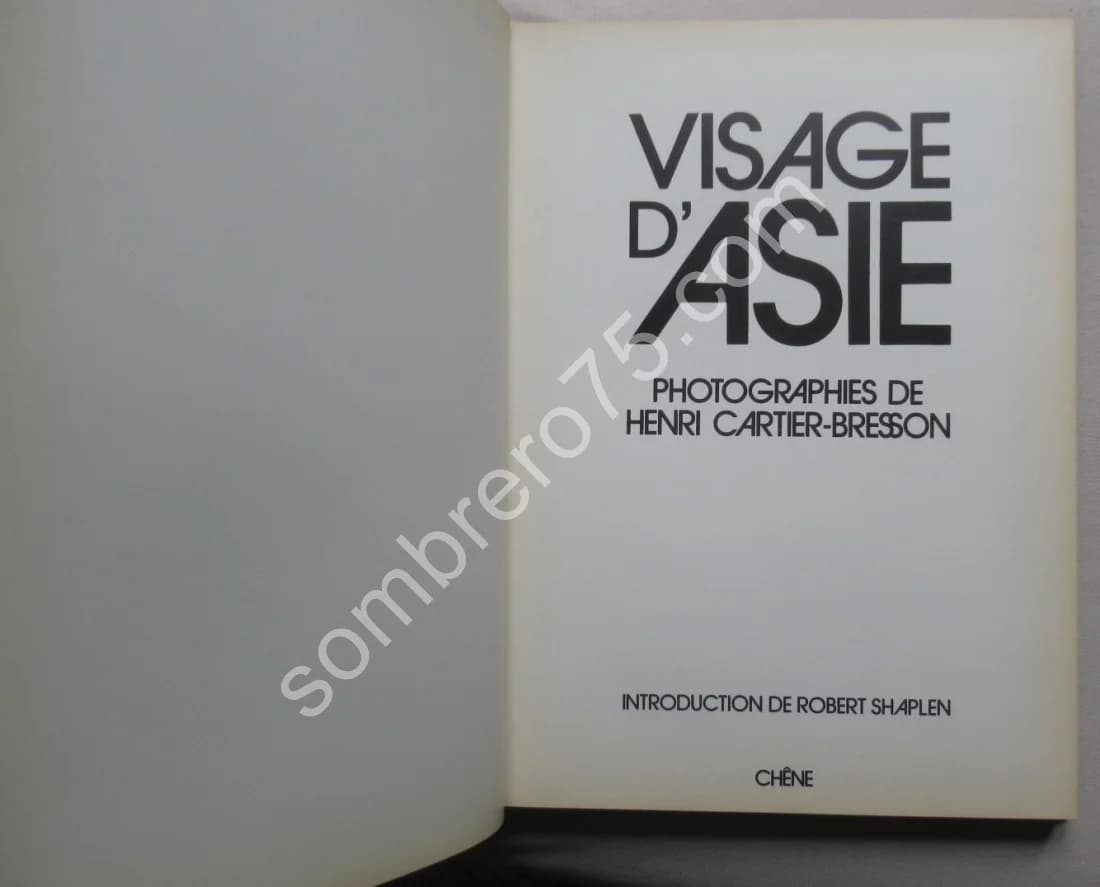 VISAGE
D'ASIE
PHOTOGRAPHIES DE
HENRI CARTIER-BRESSON
INTRODUCTION DE ROBERT SHAPLEN
CHÊNE
sombrero75.com